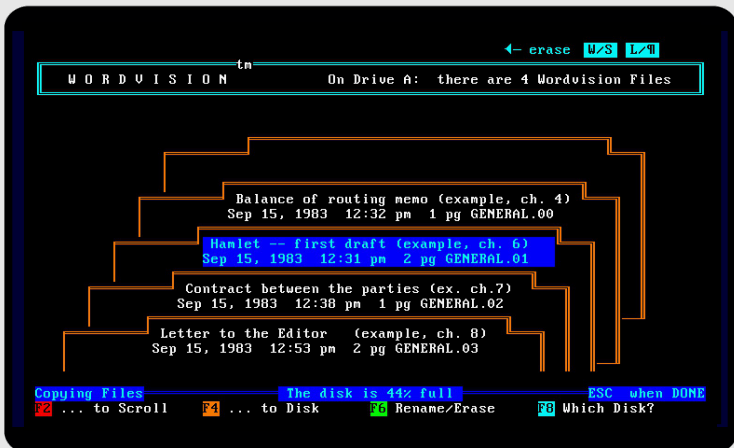 ← erase W/S L/¶
tm
W O R D V I S I O N On Drive A: there are 4 Wordvision Files
Balance of routing memo (example, ch. 4)
Sep 15, 1983 12:32 pm 1 pg GENERAL.00
Hamlet -- first draft (example, ch. 6)
Sep 15, 1983 12:31 pm 2 pg GENERAL.01
Contract between the parties (ex. ch.7)
Sep 15, 1983 12:38 pm 1 pg GENERAL.02
Letter to the Editor (example, ch. 8)
Sep 15, 1983 12:53 pm 2 pg GENERAL.03
Copying Files The disk is 44% full ESC when DONE
F2 ... to Scroll F4 ... to Disk F6 Rename/Erase F8 Which Disk?